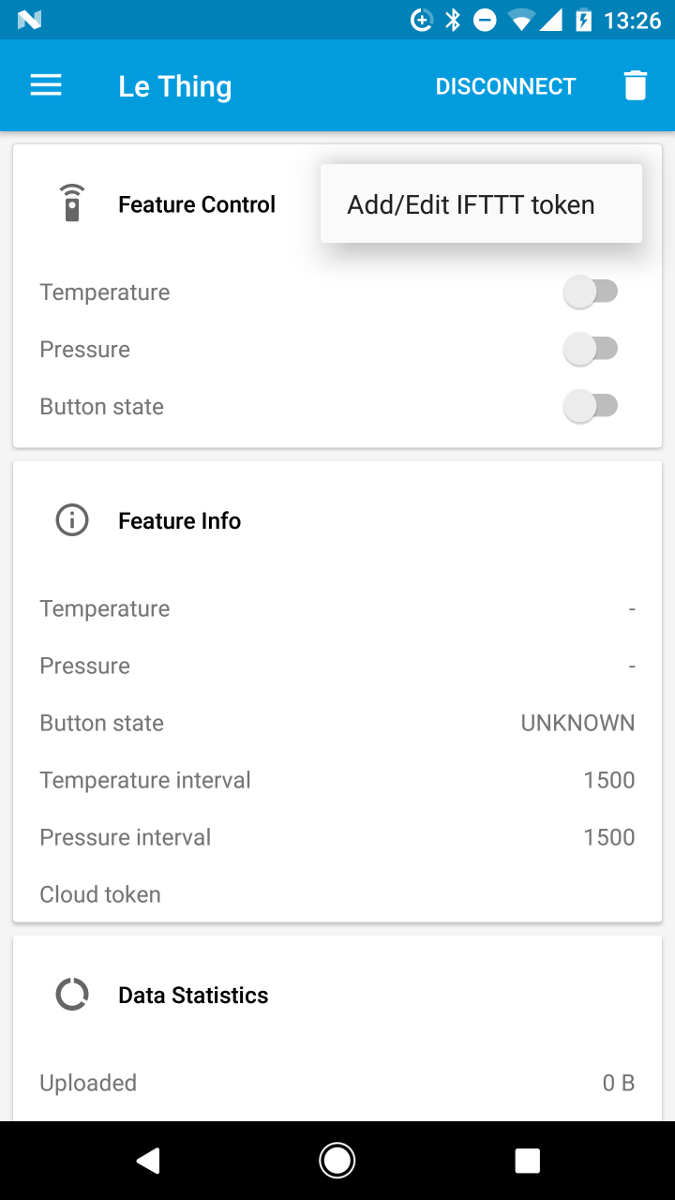 13:26
Le Thing DISCONNECT
Feature Control
Add/Edit IFTTT token
Temperature
Pressure
Button state
Feature Info
Temperature -
Pressure -
Button state UNKNOWN
Temperature interval 1500
Pressure interval 1500
Cloud token
Data Statistics
Uploaded 0 B